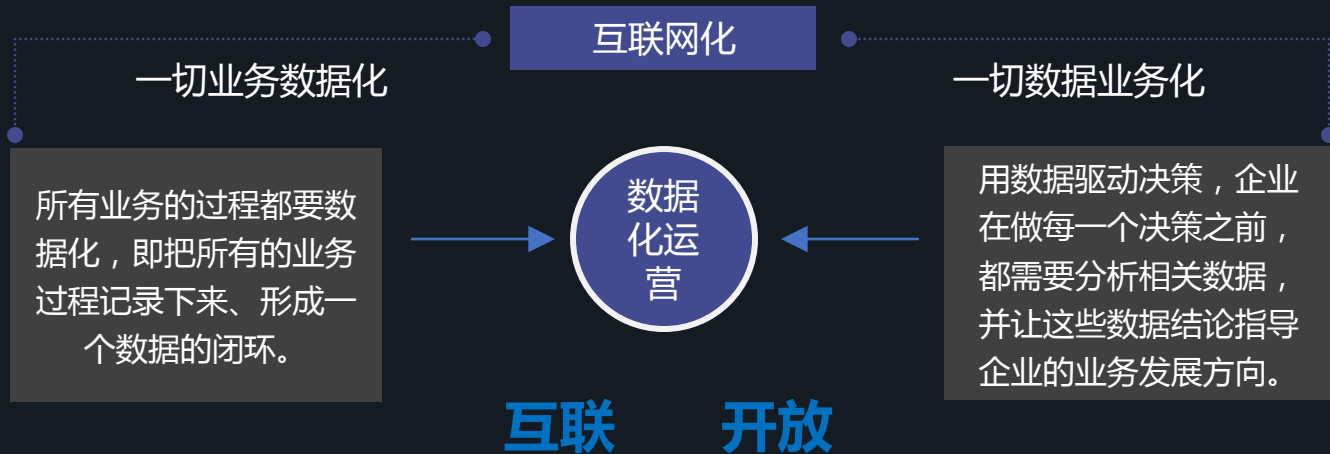 互联网化
一切业务数据化
一切数据业务化
所有业务的过程都要数
据化，即把所有的业务
过程记录下来、形成一
个数据的闭环。
数据
化运
营
用数据驱动决策，企业
在做每一个决策之前，
都需要分析相关数据，
并让这些数据结论指导
企业的业务发展方向。
互联 开放